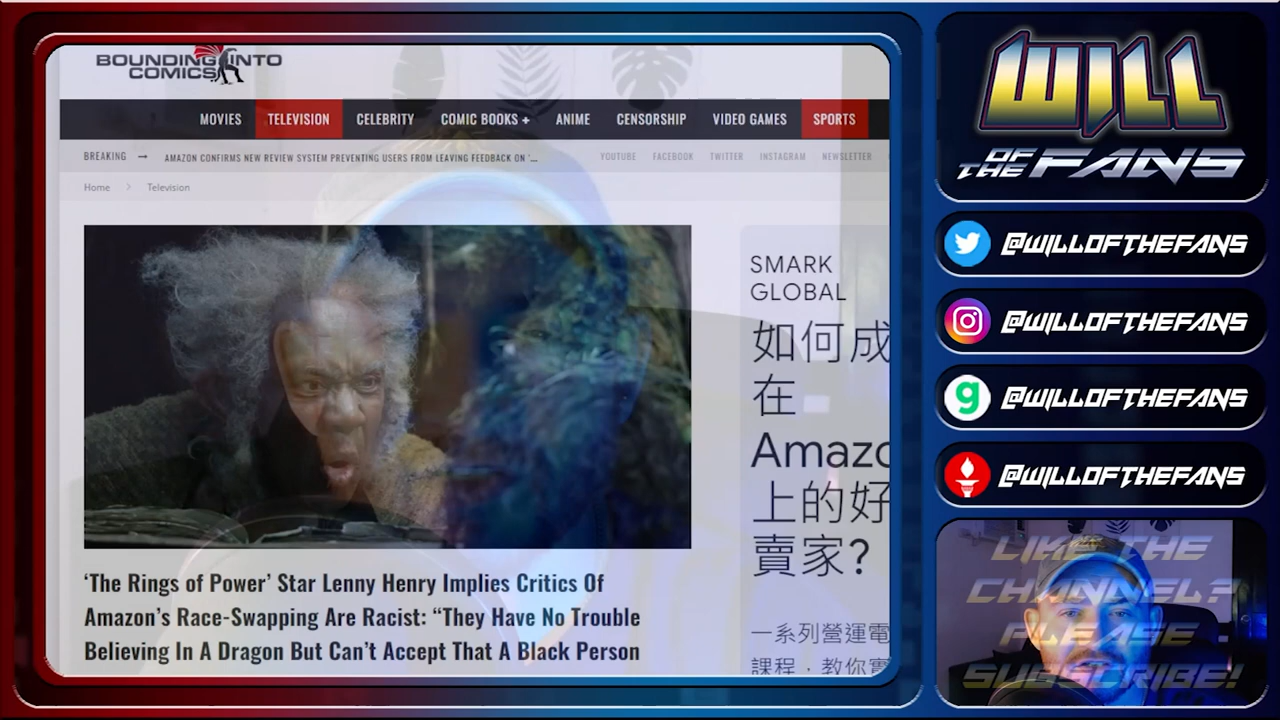 BOUNDING INTO
COMICS
MOVIES TELEVISION CELEBRITY COMIC BOOKS + ANIME CENSORSHIP VIDEO GAMES SPORTS
BREAKING → AMAZON CONFIRMS NEW REVIEW SYSTEM PREVENTING USERS FROM LEAVING FEEDBACK ON '...
YOUTUBE FACEBOOK TWITTER INSTAGRAM NEWSLETTER
Home > Television
SMARK
GLOBAL
如何成
在
Amazo
上的好
賣家?
一系列營運電
課程，教你實
‘The Rings of Power’ Star Lenny Henry Implies Critics Of
Amazon’s Race-Swapping Are Racist: “They Have No Trouble
Believing In A Dragon But Can’t Accept That A Black Person
WILL
OF THE FANS
@WILLOFTHEFANS
@WILLOFTHEFANS
@WILLOFTHEFANS
@WILLOFTHEFANS
LIKE THE
CHANNEL?
PLEASE
SUBSCRIBE!